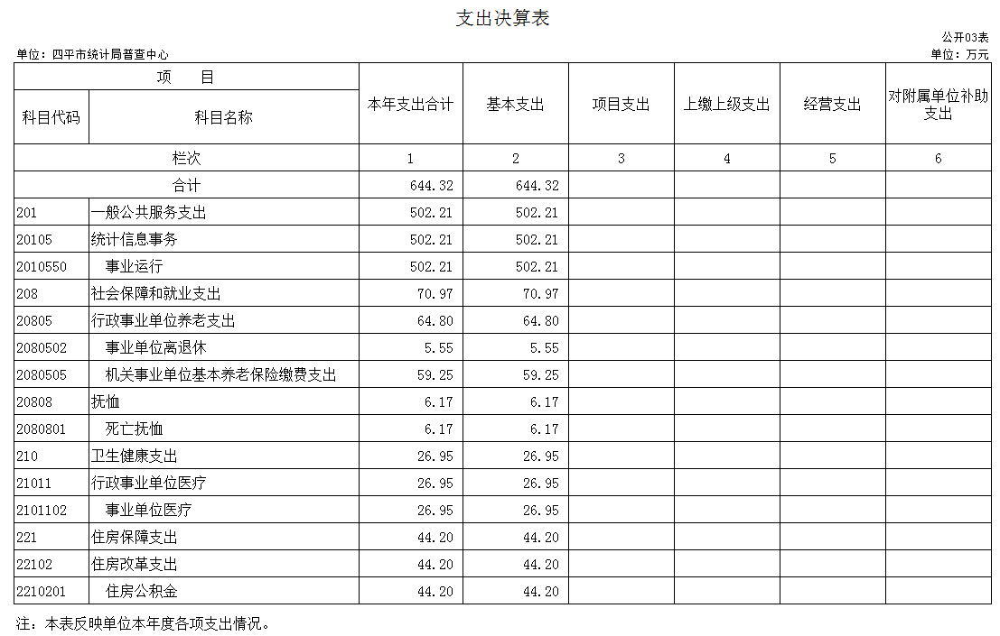 支出决算表
公开03表
单位：四平市统计局普查中心 单位：万元
项 目 本年支出合计 基本支出 项目支出 上缴上级支出 经营支出 对附属单位补助支出
科目代码 科目名称
栏次 1 2 3 4 5 6
合计 644.32 644.32
201 一般公共服务支出 502.21 502.21
20105 统计信息事务 502.21 502.21
2010550 事业运行 502.21 502.21
208 社会保障和就业支出 70.97 70.97
20805 行政事业单位养老支出 64.80 64.80
2080502 事业单位离退休 5.55 5.55
2080505 机关事业单位基本养老保险缴费支出 59.25 59.25
20808 抚恤 6.17 6.17
2080801 死亡抚恤 6.17 6.17
210 卫生健康支出 26.95 26.95
21011 行政事业单位医疗 26.95 26.95
2101102 事业单位医疗 26.95 26.95
221 住房保障支出 44.20 44.20
22102 住房改革支出 44.20 44.20
2210201 住房公积金 44.20 44.20
注：本表反映单位本年度各项支出情况。